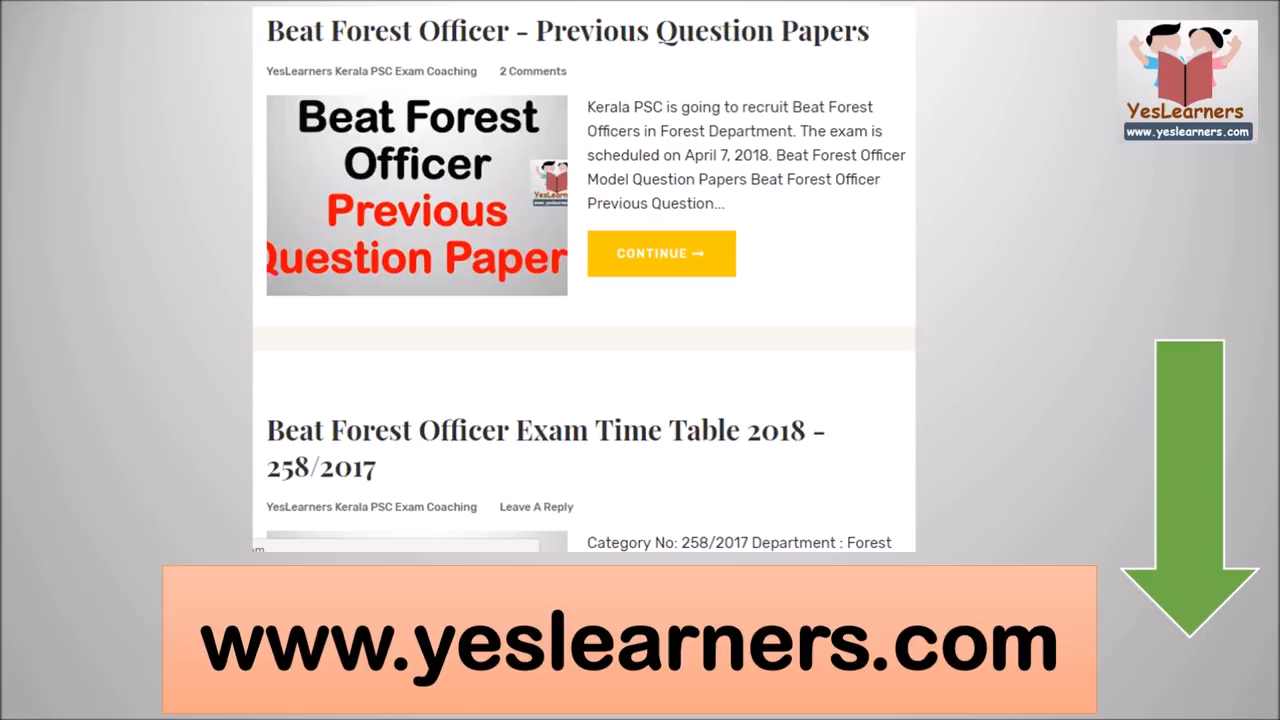 Beat Forest Officer - Previous Question Papers
YesLearners Kerala PSC Exam Coaching 2 Comments
Beat Forest
Officer
Previous
Question Paper
YesLearn
Kerala PSC is going to recruit Beat Forest
Officers in Forest Department. The exam is
scheduled on April 7, 2018. Beat Forest Officer
Model Question Papers Beat Forest Officer
Previous Question...
CONTINUE →
Beat Forest Officer Exam Time Table 2018 -
258/2017
YesLearners Kerala PSC Exam Coaching Leave A Reply
Category No: 258/2017 Department : Forest
YesLearners
www.yeslearners.com
www.yeslearners.com